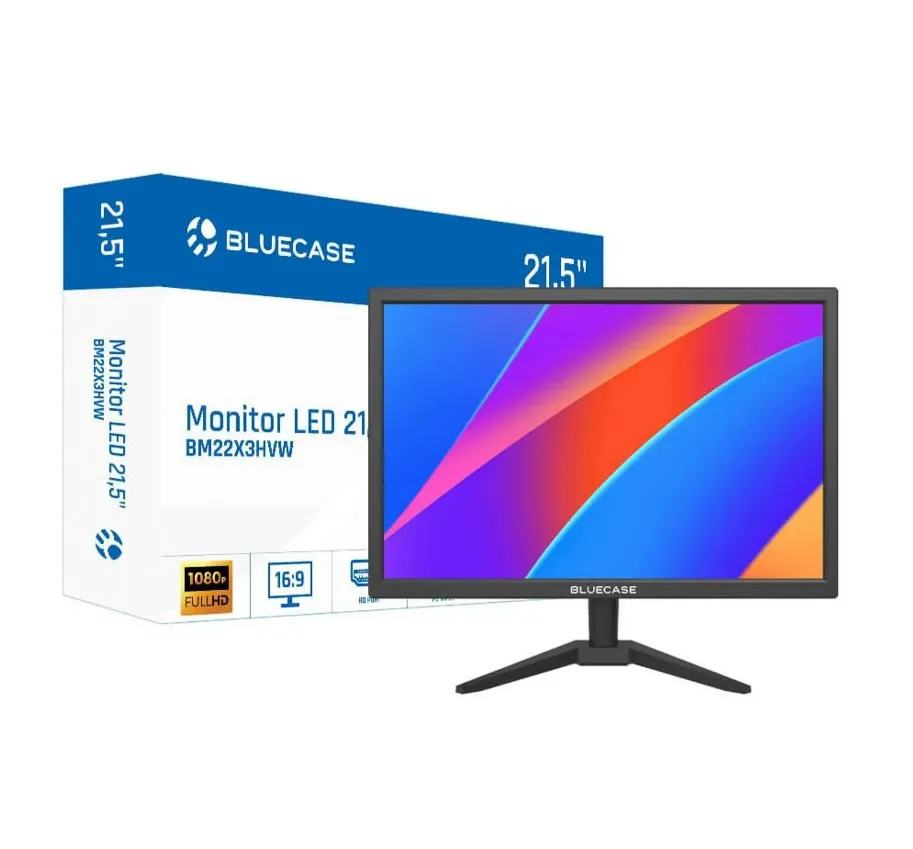 21,5"
BLUECASE
21.5"
Monitor LED 21,5"
BM22X3HVW
Monitor LED 21,
BM22X3HVW
1080p
FULLHD
16:9
BLUECASE